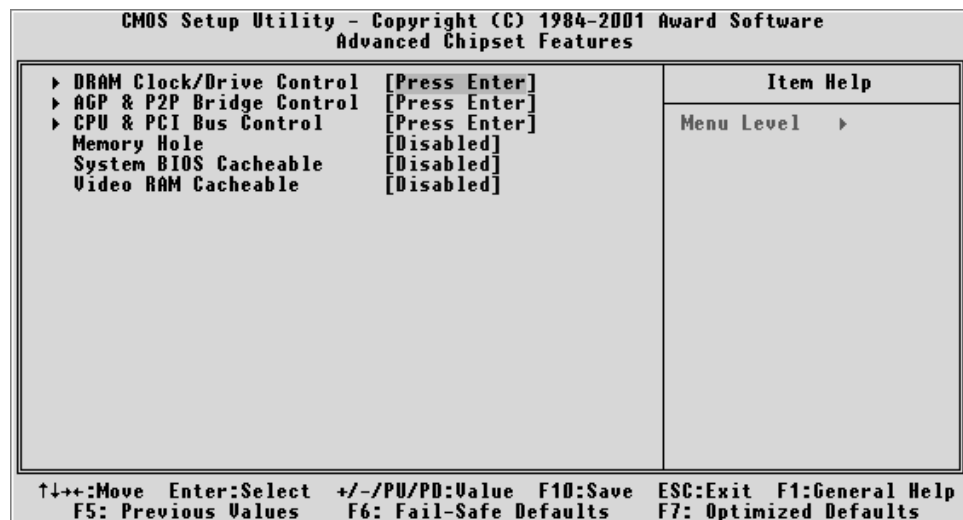 CMOS Setup Utility - Copyright (C) 1984-2001 Award Software
Advanced Chipset Features
▶ DRAM Clock/Drive Control [Press Enter]
▶ AGP & P2P Bridge Control [Press Enter]
▶ CPU & PCI Bus Control [Press Enter]
Memory Hole [Disabled]
System BIOS Cacheable [Disabled]
Video RAM Cacheable [Disabled]
Item Help
Menu Level ▶
↑↓→←:Move Enter:Select +/-/PU/PD:Value F10:Save ESC:Exit F1:General Help
F5: Previous Values F6: Fail-Safe Defaults F7: Optimized Defaults